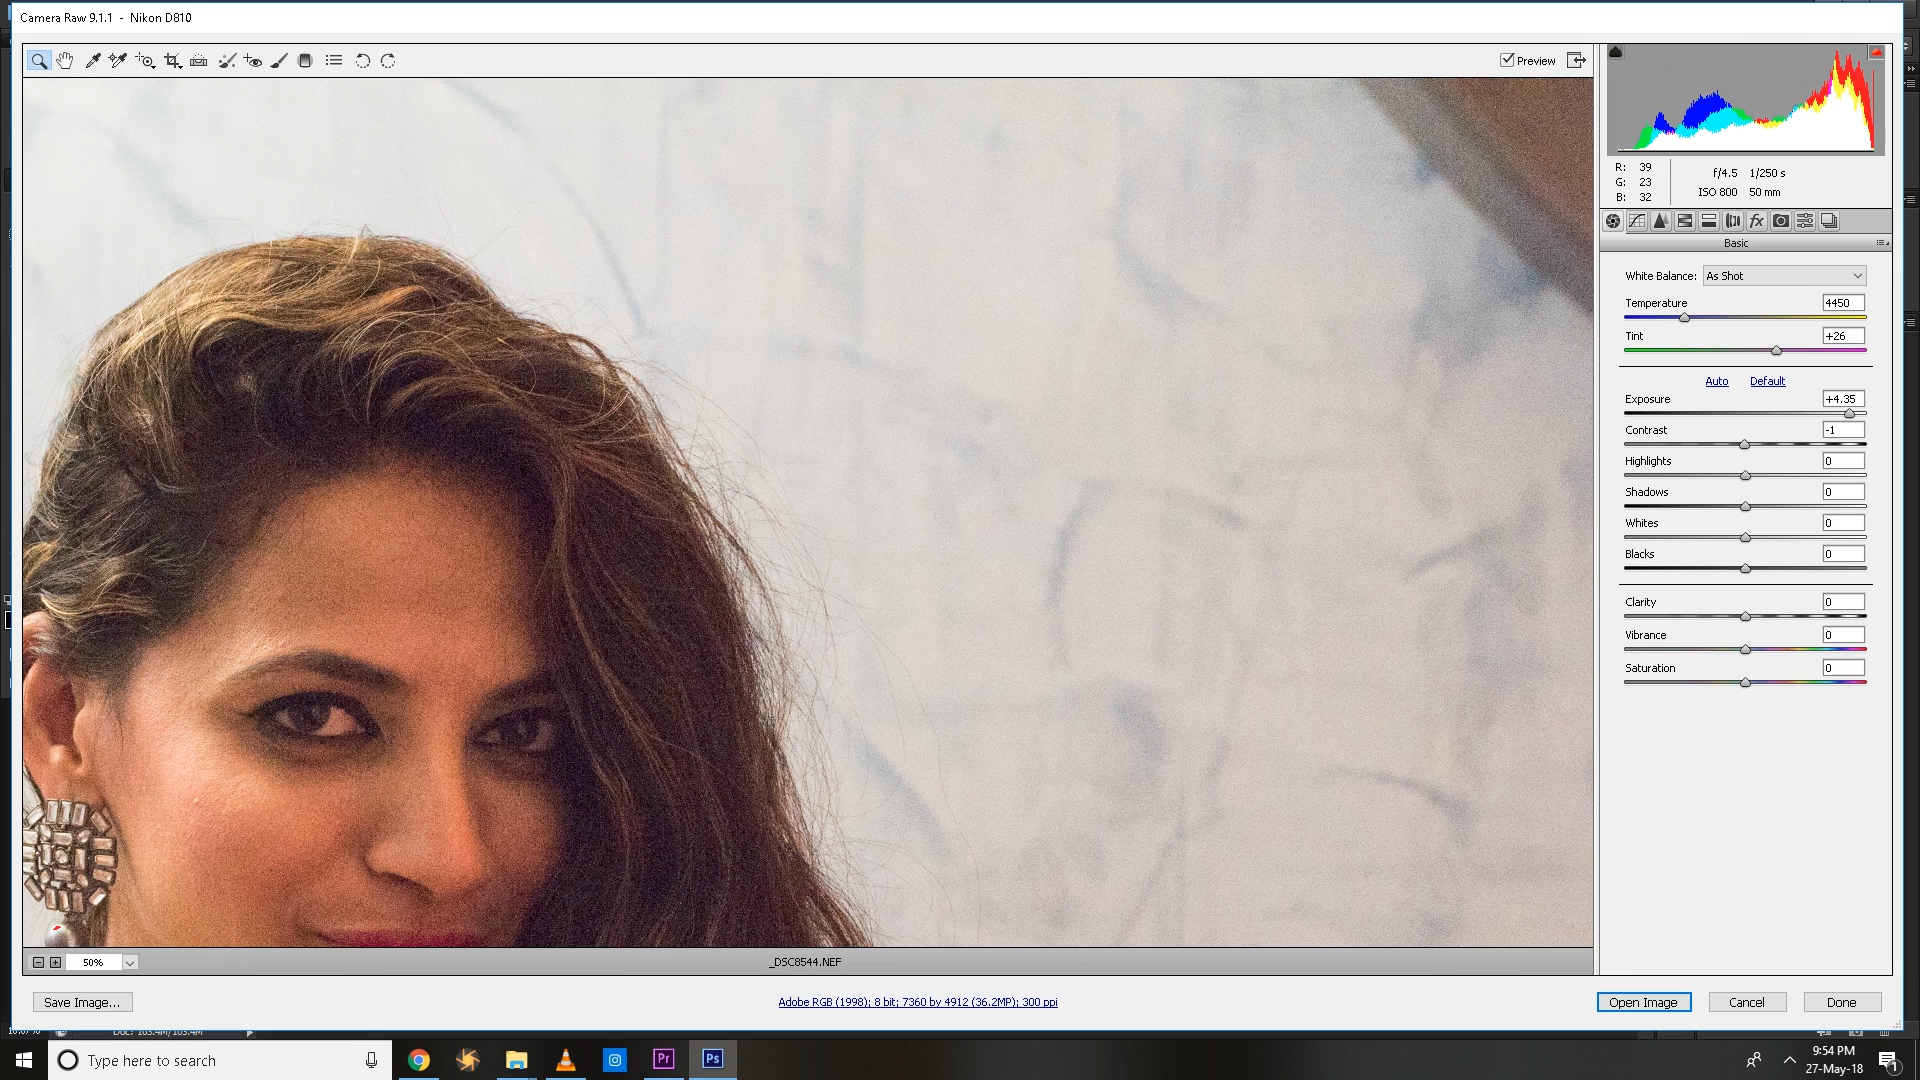 Camera Raw 9.1.1 - Nikon D810
Preview
R: 39
G: 23
B: 32
f/4.5 1/250 s
ISO 800 50 mm
fx
Basic
White Balance: As Shot
Temperature 4450
Tint +26
Auto Default
Exposure +4.35
Contrast -1
Highlights 0
Shadows 0
Whites 0
Blacks 0
Clarity 0
Vibrance 0
Saturation 0
50%
_DSC8544.NEF
Save Image...
Adobe RGB (1998); 8 bit; 7360 by 4912 (36.2MP); 300 ppi
Open Image Cancel Done
Type here to search
Pr
Ps
9:54 PM
27-May-18
1